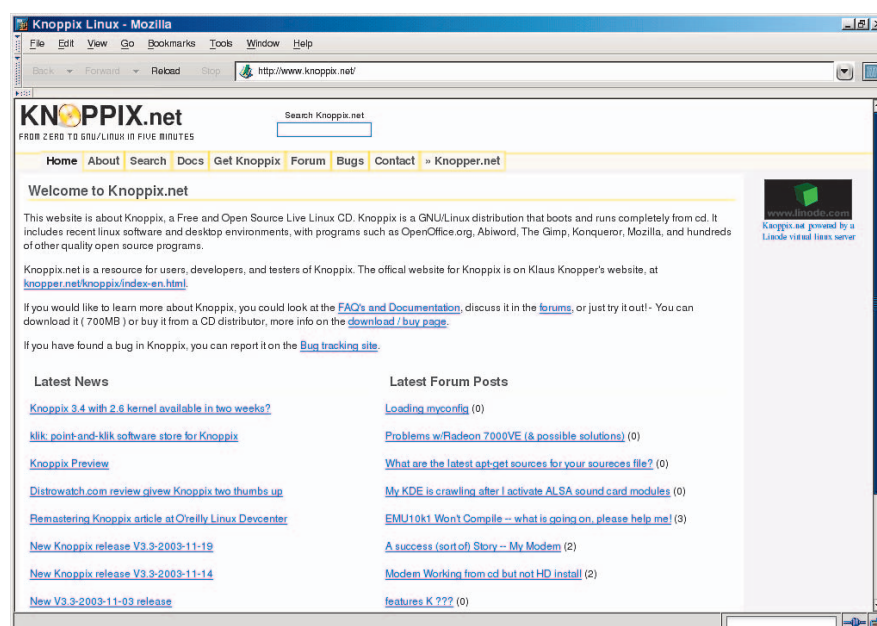 Knoppix Linux - Mozilla
File Edit View Go Bookmarks Tools Window Help
Back Forward Reload Stop http://www.knoppix.net/
KNOPPIX.net
FROM ZERO TO GNU/LINUX IN FIVE MINUTES
Search Knoppix.net
Home About Search Docs Get Knoppix Forum Bugs Contact » Knopper.net
Welcome to Knoppix.net
This website is about Knoppix, a Free and Open Source Live Linux CD. Knoppix is a GNU/Linux distribution that boots and runs completely from cd. It
includes recent linux software and desktop environments, with programs such as OpenOffice.org, Abiword, The Gimp, Konqueror, Mozilla, and hundreds
of other quality open source programs.
Knoppix.net is a resource for users, developers, and testers of Knoppix. The offical website for Knoppix is on Klaus Knopper's website, at
knopper.net/knoppix/index-en.html.
If you would like to learn more about Knoppix, you could look at the FAQ's and Documentation, discuss it in the forums, or just try it out! - You can
download it ( 700MB ) or buy it from a CD distributor, more info on the download / buy page.
If you have found a bug in Knoppix, you can report it on the Bug tracking site.
www.linode.com
Knoppix.net powered by a
Linode virtual linux server
Latest News
Knoppix 3.4 with 2.6 kernel available in two weeks?
klik: point-and-klik software store for Knoppix
Knoppix Preview
Distrowatch.com review givew Knoppix two thumbs up
Remastering Knoppix article at O'reilly Linux Devcenter
New Knoppix release V3.3-2003-11-19
New Knoppix release V3.3-2003-11-14
New V3.3-2003-11-03 release
Latest Forum Posts
Loading myconfig (0)
Problems w/Radeon 7000VE (& possible solutions) (0)
What are the latest apt-get sources for your soureces file? (0)
My KDE is crawling after I activate ALSA sound card modules (0)
EMU10k1 Won't Compile -- what is going on, please help me! (3)
A success (sort of) Story -- My Modem (2)
Modem Working from cd but not HD install (2)
features K ??? (0)